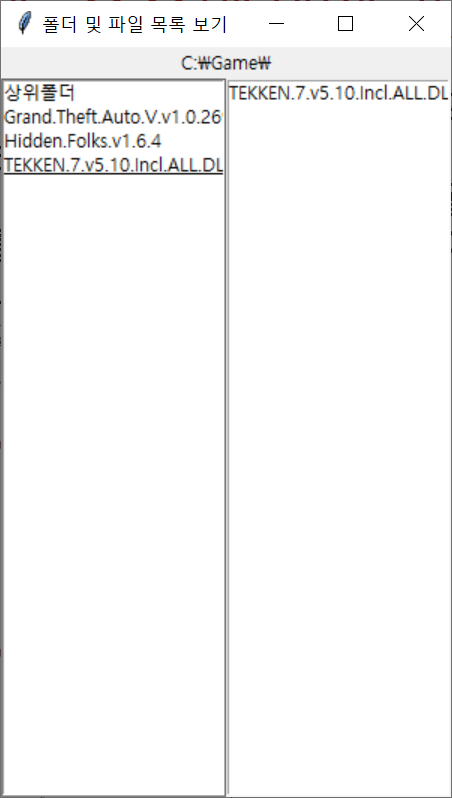 폴더 및 파일 목록 보기
C:₩Game₩
상위폴더
Grand.Theft.Auto.V.v1.0.26
Hidden.Folks.v1.6.4
TEKKEN.7.v5.10.Incl.ALL.DL
TEKKEN.7.v5.10.Incl.ALL.DL